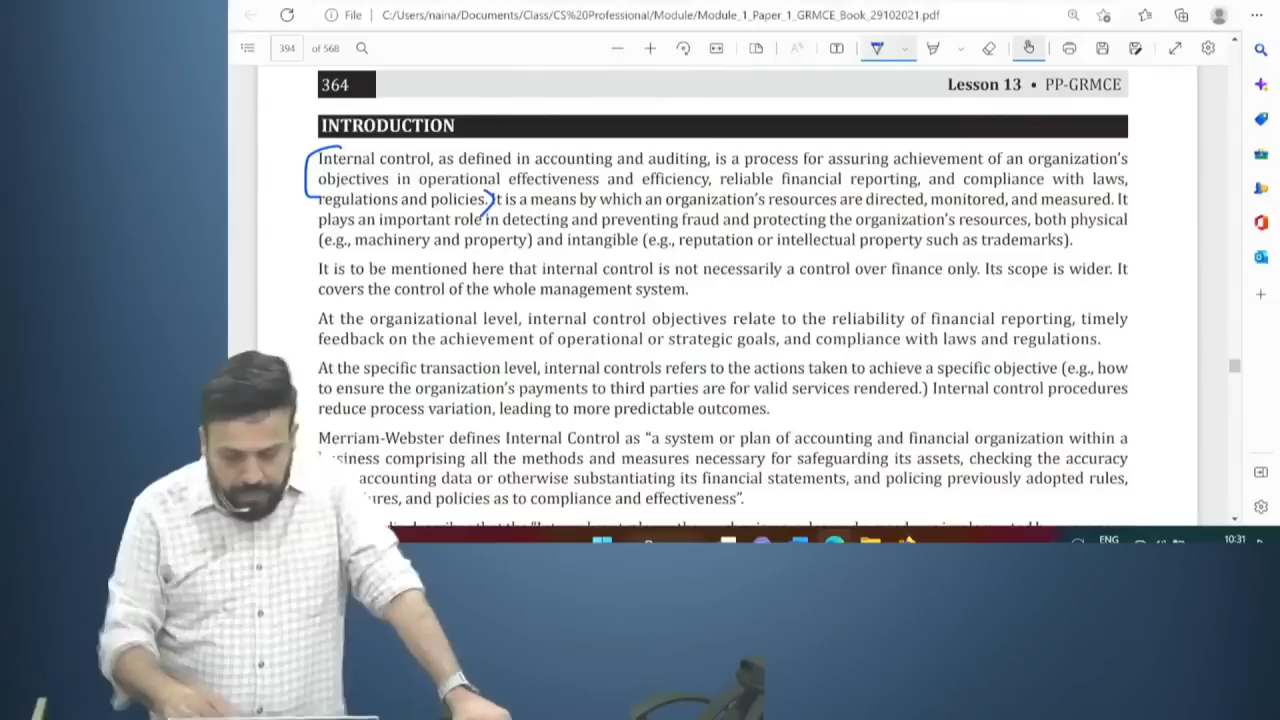 File
C:/Users/naina/Documents/Class/CS%20Professional/Module/Module_1_Paper_1_GRMCE_Book_29102021.pdf
394 of 568
364
Lesson 13 • PP-GRMCE
INTRODUCTION
Internal control, as defined in accounting and auditing, is a process for assuring achievement of an organization's
objectives in operational effectiveness and efficiency, reliable financial reporting, and compliance with laws,
regulations and policies. It is a means by which an organization's resources are directed, monitored, and measured. It
plays an important role in detecting and preventing fraud and protecting the organization's resources, both physical
(e.g., machinery and property) and intangible (e.g., reputation or intellectual property such as trademarks).
It is to be mentioned here that internal control is not necessarily a control over finance only. Its scope is wider. It
covers the control of the whole management system.
At the organizational level, internal control objectives relate to the reliability of financial reporting, timely
feedback on the achievement of operational or strategic goals, and compliance with laws and regulations.
At the specific transaction level, internal controls refers to the actions taken to achieve a specific objective (e.g., how
to ensure the organization's payments to third parties are for valid services rendered.) Internal control procedures
reduce process variation, leading to more predictable outcomes.
Merriam-Webster defines Internal Control as “a system or plan of accounting and financial organization within a
business comprising all the methods and measures necessary for safeguarding its assets, checking the accuracy
accounting data or otherwise substantiating its financial statements, and policing previously adopted rules,
and policies as to compliance and effectiveness”.
ENG
10:31